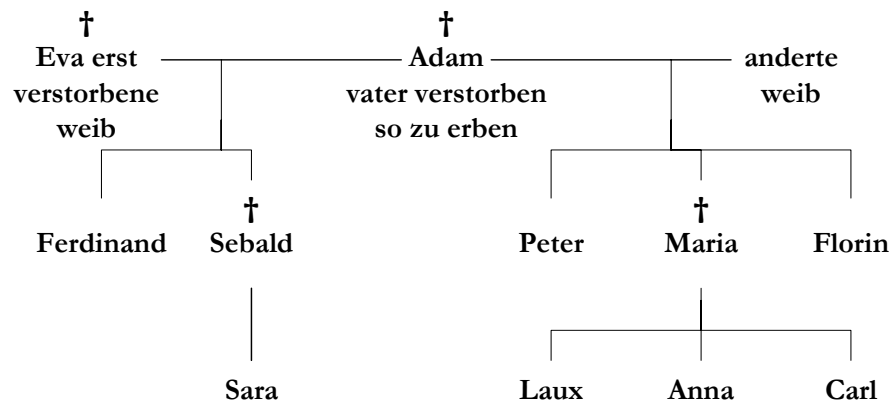 † †
Eva erst Adam anderte
verstorbene vater verstorben weib
weib so zu erben
† †
Ferdinand Sebald Peter Maria Florin
Sara Laux Anna Carl